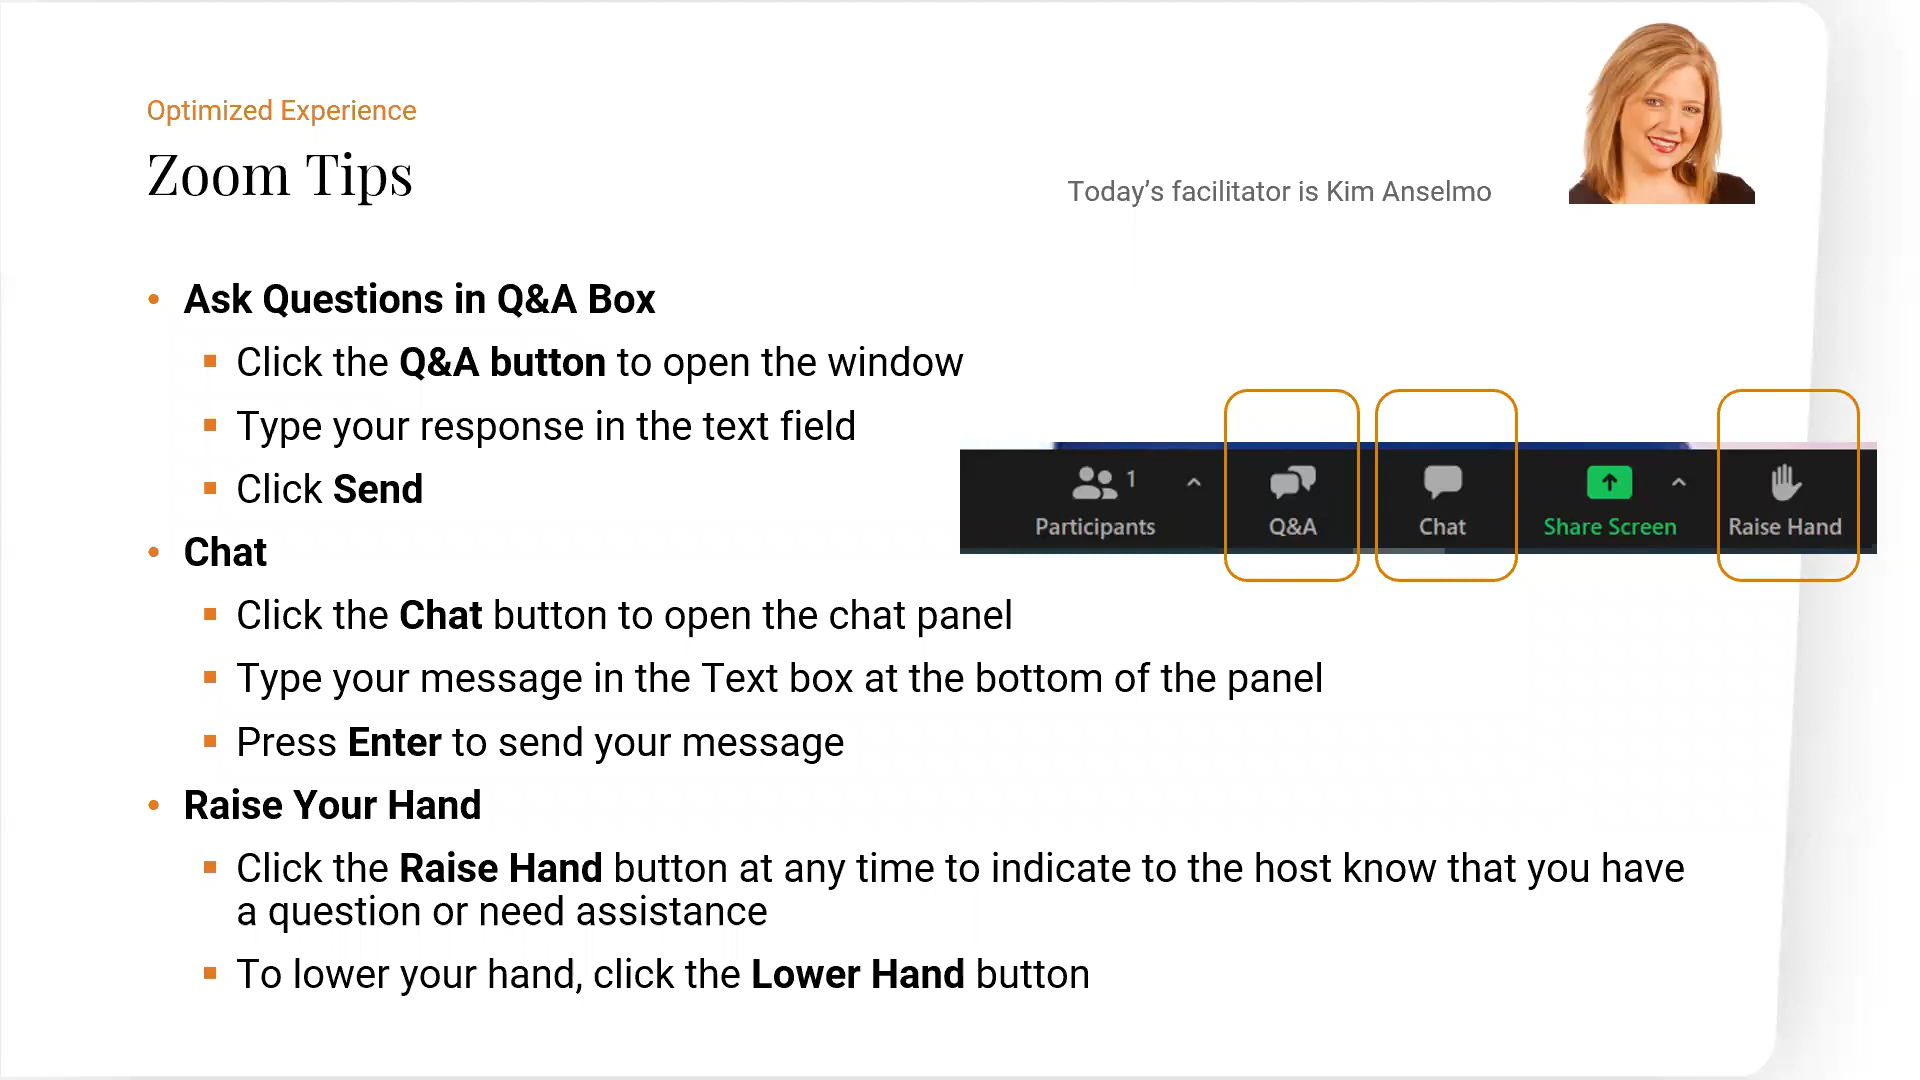 Optimized Experience
Zoom Tips
Today's facilitator is Kim Anselmo
• Ask Questions in Q&A Box
▪ Click the Q&A button to open the window
▪ Type your response in the text field
▪ Click Send
1
Participants
Q&A
Chat
Share Screen
Raise Hand
• Chat
▪ Click the Chat button to open the chat panel
▪ Type your message in the Text box at the bottom of the panel
▪ Press Enter to send your message
• Raise Your Hand
▪ Click the Raise Hand button at any time to indicate to the host know that you have
a question or need assistance
▪ To lower your hand, click the Lower Hand button